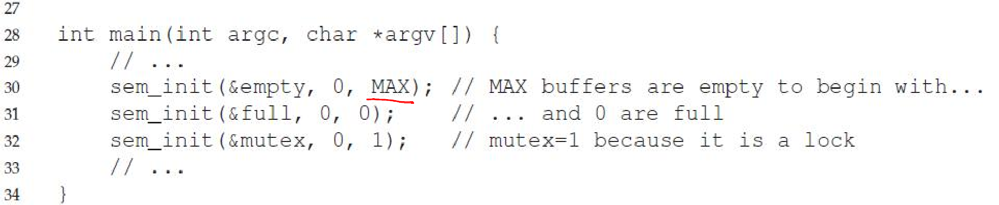 27
28 int main(int argc, char *argv[]) {
29 // ...
30 sem_init(&empty, 0, MAX); // MAX buffers are empty to begin with...
31 sem_init(&full, 0, 0); // ... and 0 are full
32 sem_init(&mutex, 0, 1); // mutex=1 because it is a lock
33 // ...
34 }